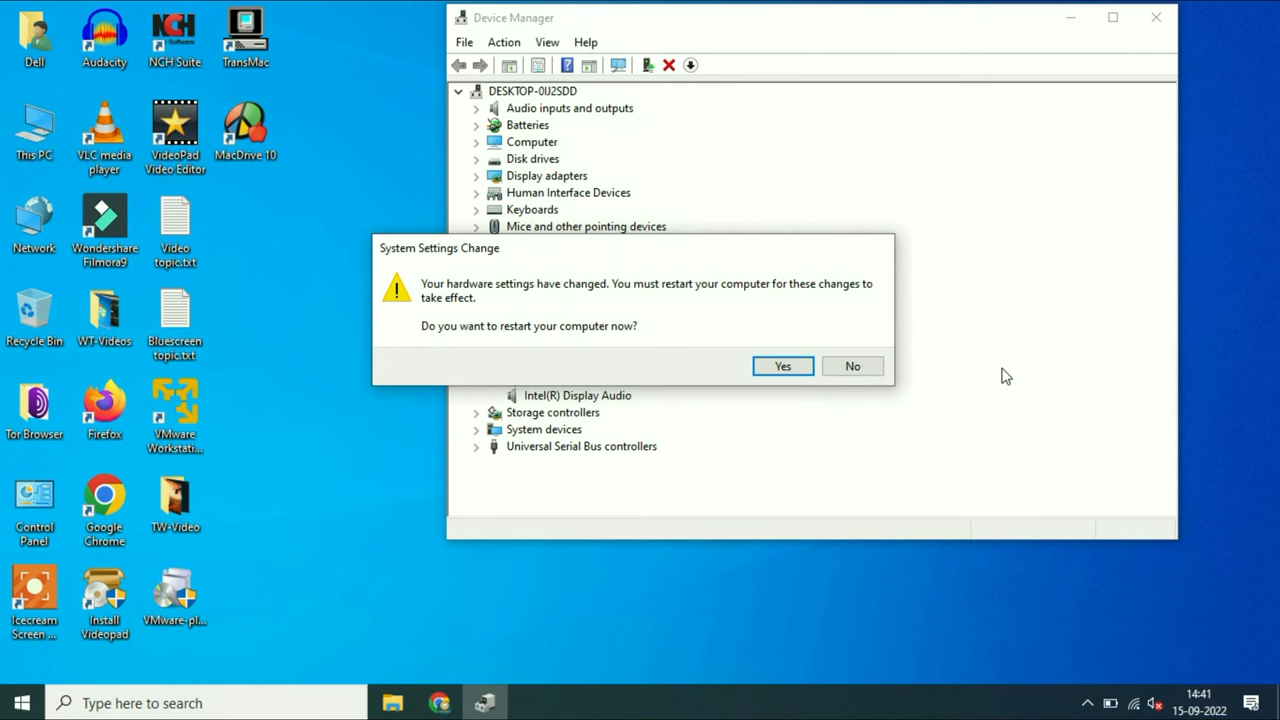 Device Manager
File Action View Help
DESKTOP-0IJ2SDD
Audio inputs and outputs
Batteries
Computer
Disk drives
Display adapters
Human Interface Devices
Keyboards
Mice and other pointing devices
System Settings Change
Your hardware settings have changed. You must restart your computer for these changes to
take effect.
Do you want to restart your computer now?
Yes No
Intel(R) Display Audio
Storage controllers
System devices
Universal Serial Bus controllers
Dell
Audacity
NCH
Software
NCH Suite
TransMac
This PC
VLC media
player
VideoPad
Video Editor
MacDrive 10
Network
Wondershare
Filmora9
Video
topic.txt
Recycle Bin
WT-Videos
Bluescreen
topic.txt
Tor Browser
Firefox
VMware
Workstati...
Control
Panel
Google
Chrome
TW-Video
Icecream
Screen ...
Install
Videopad
VMware-pl...
Type here to search
14:41
15-09-2022